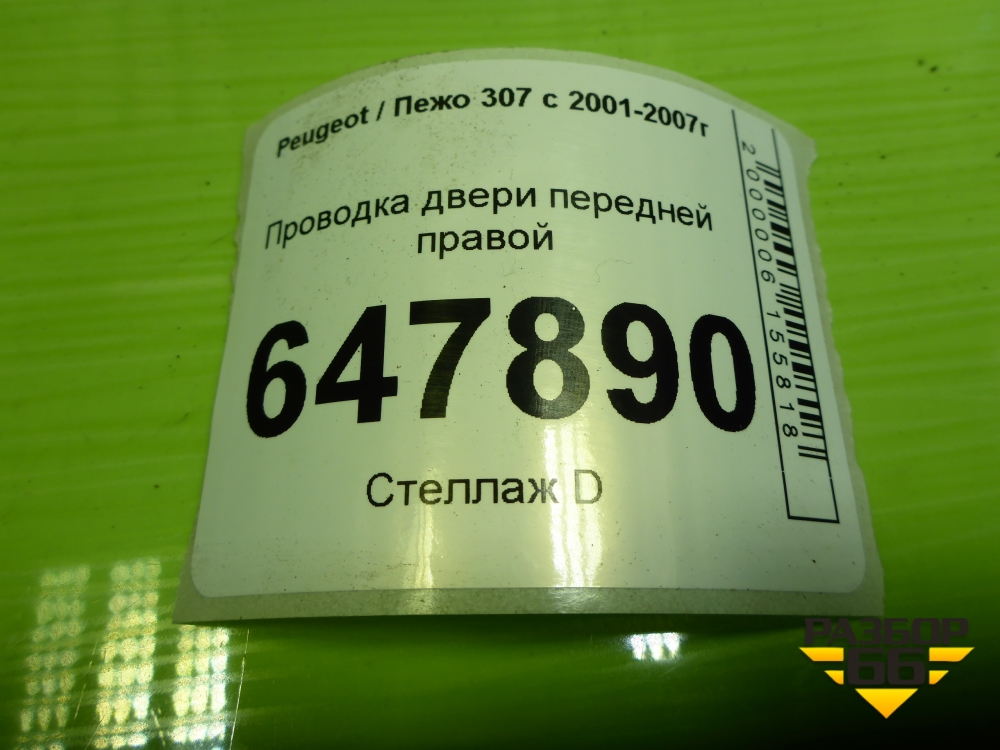 Peugeot / Пежо 307 с 2001-2007г
Проводка двери передней
правой
647890
Стеллаж D
2000006155818
РАЗБОР
66